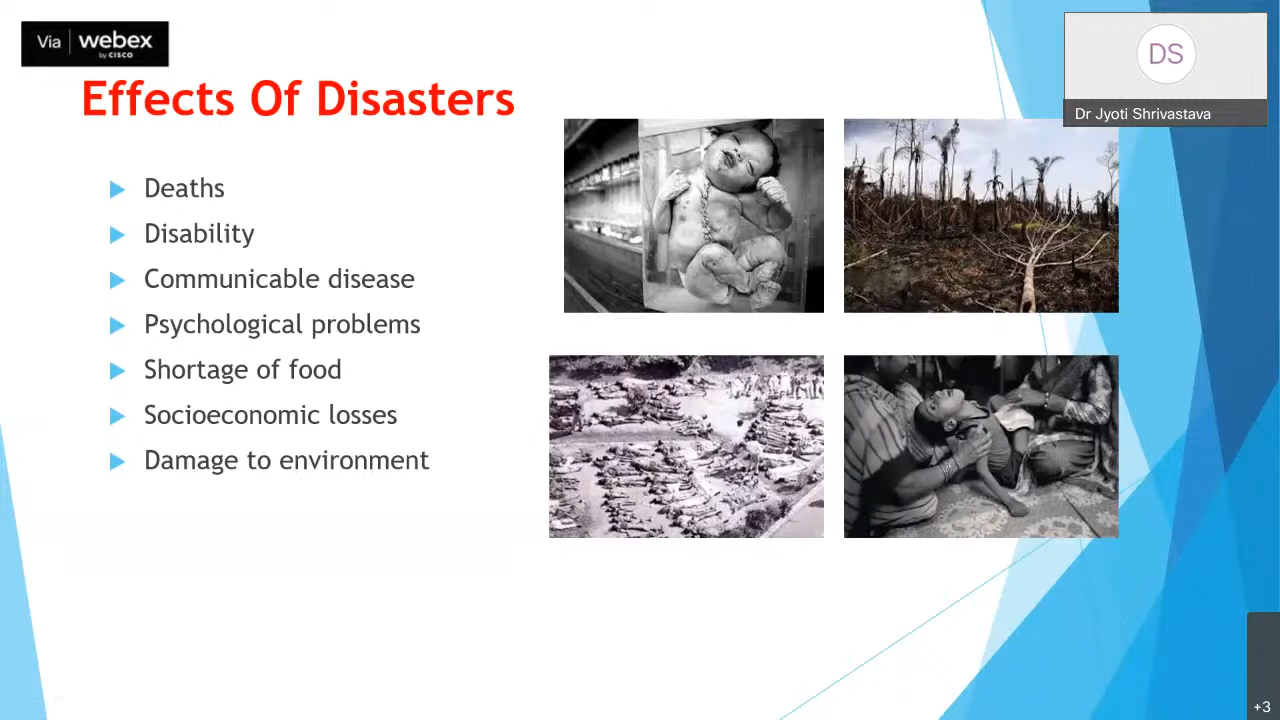 Via webex
by CISCO
DS
Dr Jyoti Shrivastava
Effects Of Disasters
Deaths
Disability
Communicable disease
Psychological problems
Shortage of food
Socioeconomic losses
Damage to environment
+3